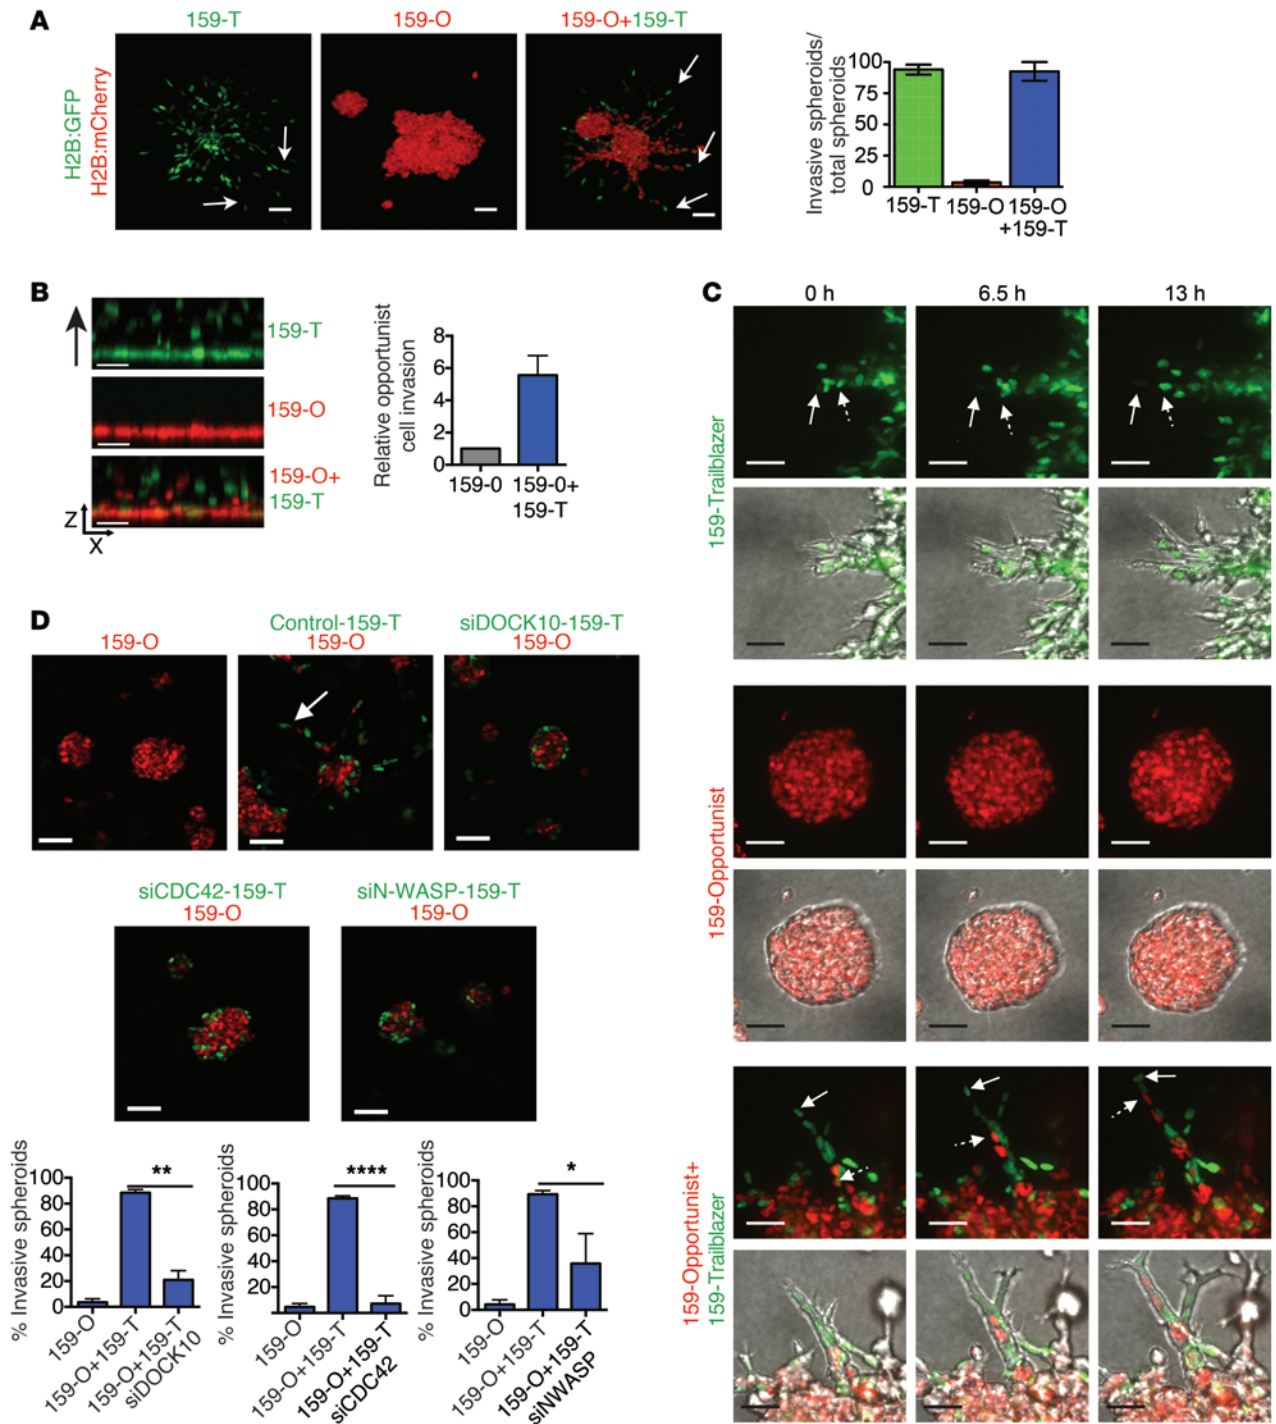 A
159-T
159-O
159-O+159-T
H2B:GFP
H2B:mCherry
Invasive spheroids/
total spheroids
100
75
50
25
0
159-T
159-O
159-O
+159-T
B
159-T
159-O
159-O+
159-T
Z
X
Relative opportunist
cell invasion
8
6
4
2
0
159-0
159-0+
159-T
C
0 h
6.5 h
13 h
159-Trailblazer
159-Opportunist
159-Opportunist+
159-Trailblazer
D
159-O
Control-159-T
159-O
siDOCK10-159-T
159-O
siCDC42-159-T
159-O
siN-WASP-159-T
159-O
% Invasive spheroids
100
80
60
40
20
0
**
159-O
159-O+159-T
159-O+159-T
siDOCK10
% Invasive spheroids
100
80
60
40
20
****
159-O
159-O+159-T
159-O+159-T
siCDC42
% Invasive spheroids
100
80
60
40
20
0
*
159-O
159-O+159-T
159-O+159-T
siNWASP